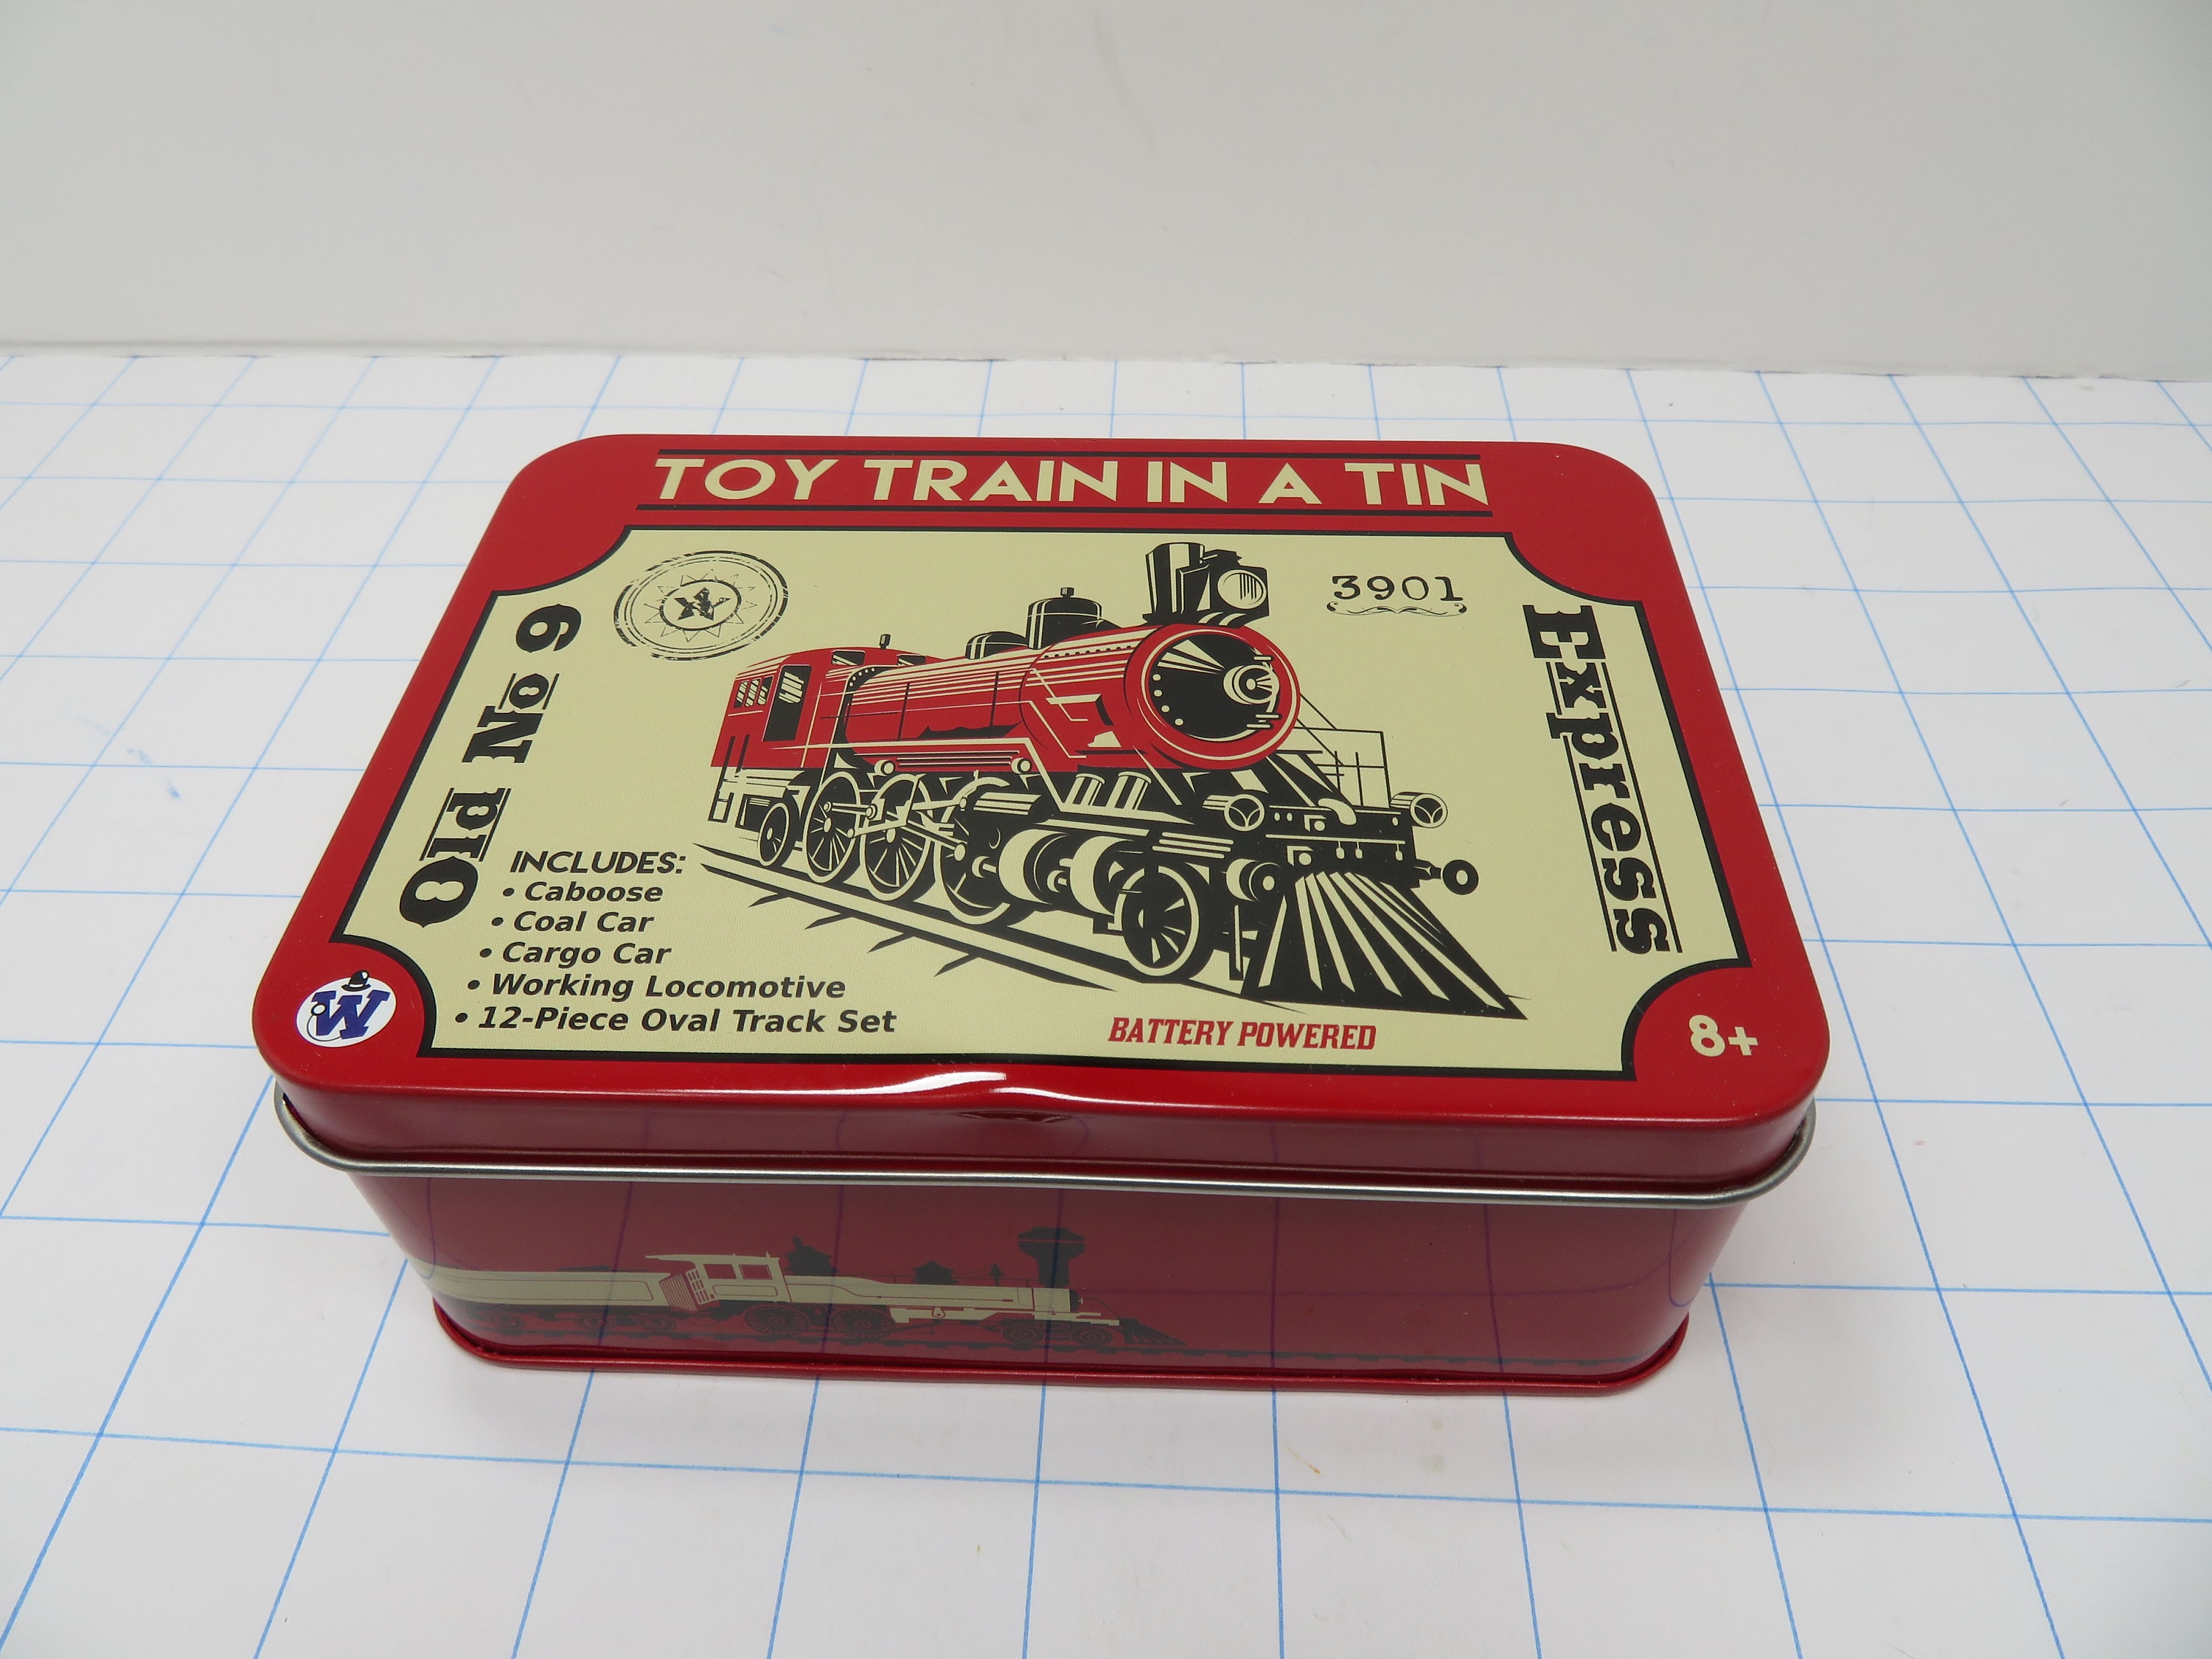 TOY TRAIN IN A TIN
3901
Old No 9
Express
INCLUDES:
• Caboose
• Coal Car
• Cargo Car
• Working Locomotive
• 12-Piece Oval Track Set
BATTERY POWERED
W
8+